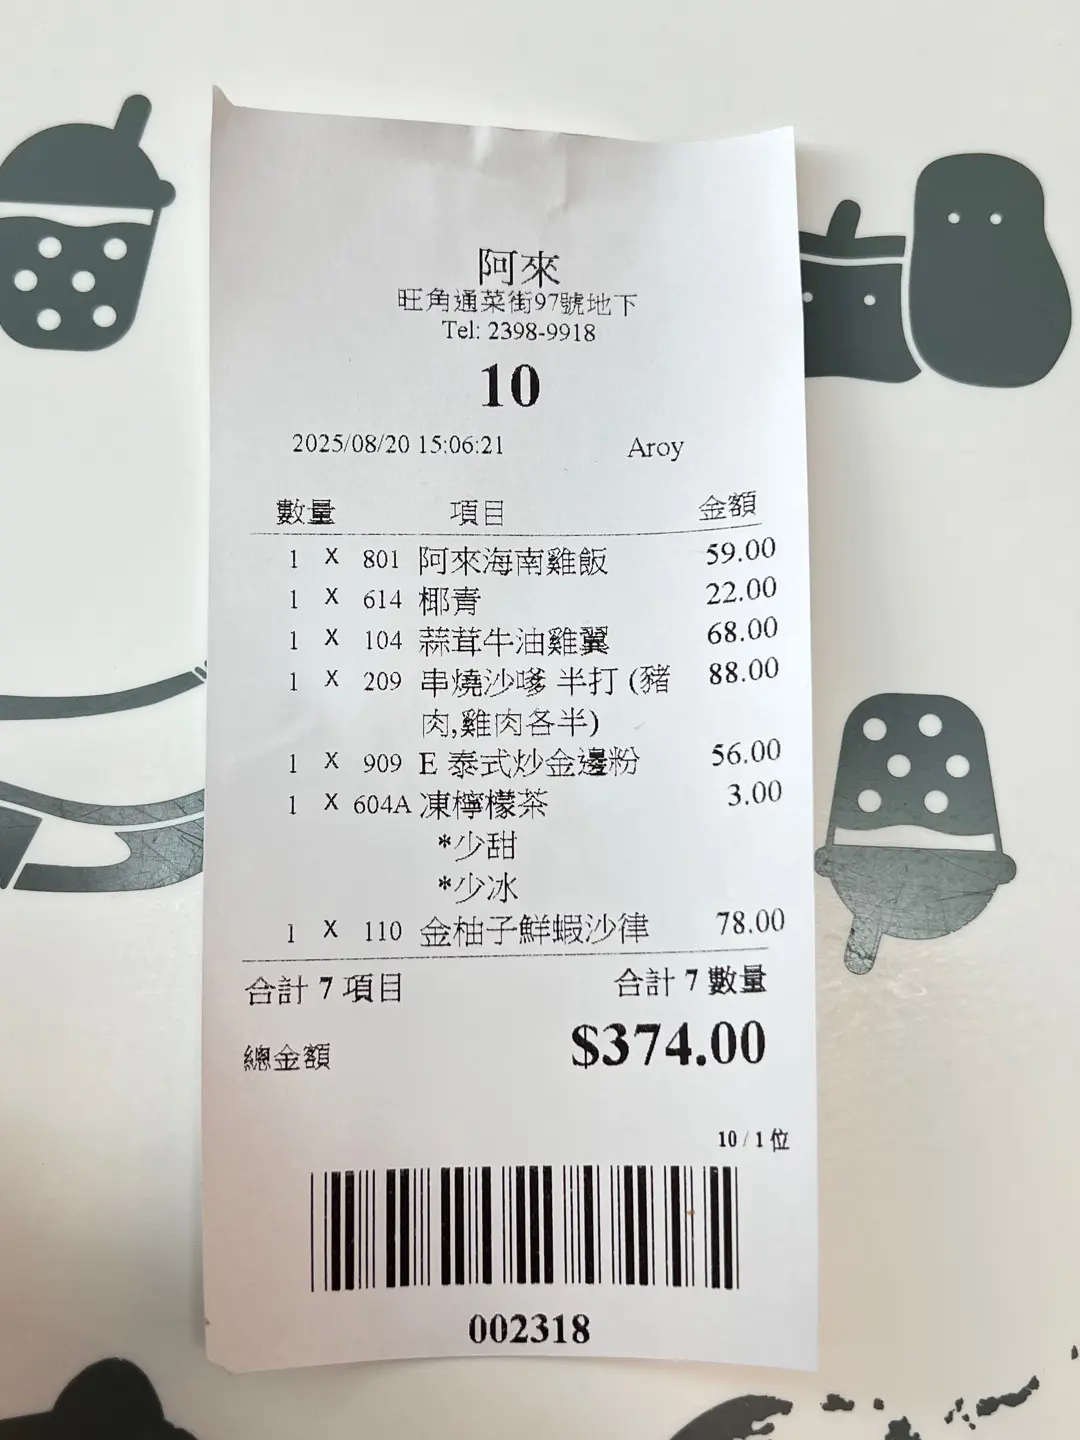 阿來
旺角通菜街97號地下
Tel: 2398-9918
10
2025/08/20 15:06:21 Aroy
數量 項目 金額
1 X 801 阿來海南雞飯 59.00
1 X 614 椰青 22.00
1 X 104 蒜茸牛油雞翼 68.00
1 X 209 串燒沙嗲 半打 (豬 88.00
肉,雞肉各半)
1 X 909 E 泰式炒金邊粉 56.00
1 X 604A 凍檸檬茶 3.00
*少甜
*少冰
1 X 110 金柚子鮮蝦沙律 78.00
合計 7 項目 合計 7 數量
總金額 $374.00
10 / 1 位
002318